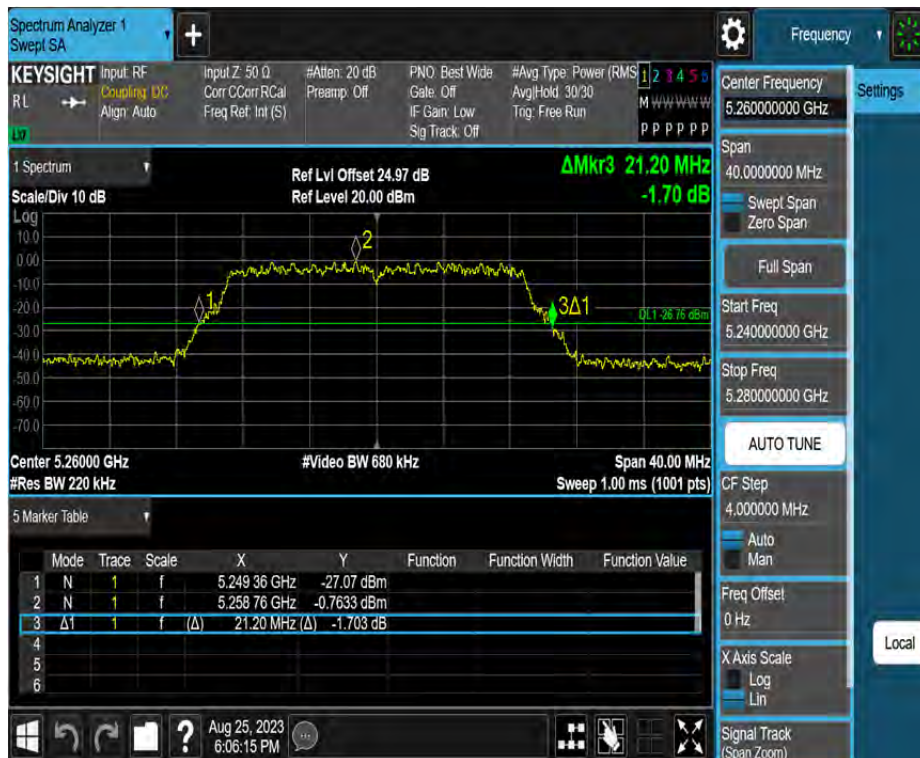 Spectrum Analyzer 1
Swept SA
+
Frequency
KEYSIGHT
RL
LXI
Input: RF
Coupling: DC
Align: Auto
Input Z: 50 Ω
Corr CCorr RCal
Freq Ref: Int (S)
#Atten: 20 dB
Preamp: Off
PNO: Best Wide
Gate: Off
IF Gain: Low
Sig Track: Off
#Avg Type: Power (RMS
Avg|Hold: 30/30
Trig: Free Run
1 2 3 4 5 6
M W W W W W
P P P P P P
1 Spectrum
Scale/Div 10 dB
Ref Lvl Offset 24.97 dB
Ref Level 20.00 dBm
ΔMkr3 21.20 MHz
-1.70 dB
Log
10.0
0.00
-10.0
-20.0
-30.0
-40.0
-50.0
-60.0
-70.0
1
2
3Δ1
DL1 -26.76 dBm
Center 5.26000 GHz
#Video BW 680 kHz
Span 40.00 MHz
#Res BW 220 kHz
Sweep 1.00 ms (1001 pts)
5 Marker Table
Mode Trace Scale X Y Function Function Width Function Value
1 N 1 f 5.249 36 GHz -27.07 dBm
2 N 1 f 5.258 76 GHz -0.7633 dBm
3 Δ1 1 f (Δ) 21.20 MHz (Δ) -1.703 dB
4
5
6
?
Aug 25, 2023
6:06:15 PM
Center Frequency
5.260000000 GHz
Span
40.0000000 MHz
Swept Span
Zero Span
Full Span
Start Freq
5.240000000 GHz
Stop Freq
5.280000000 GHz
AUTO TUNE
CF Step
4.000000 MHz
Auto
Man
Freq Offset
0 Hz
X Axis Scale
Log
Lin
Signal Track
(Span Zoom)
Settings
Local